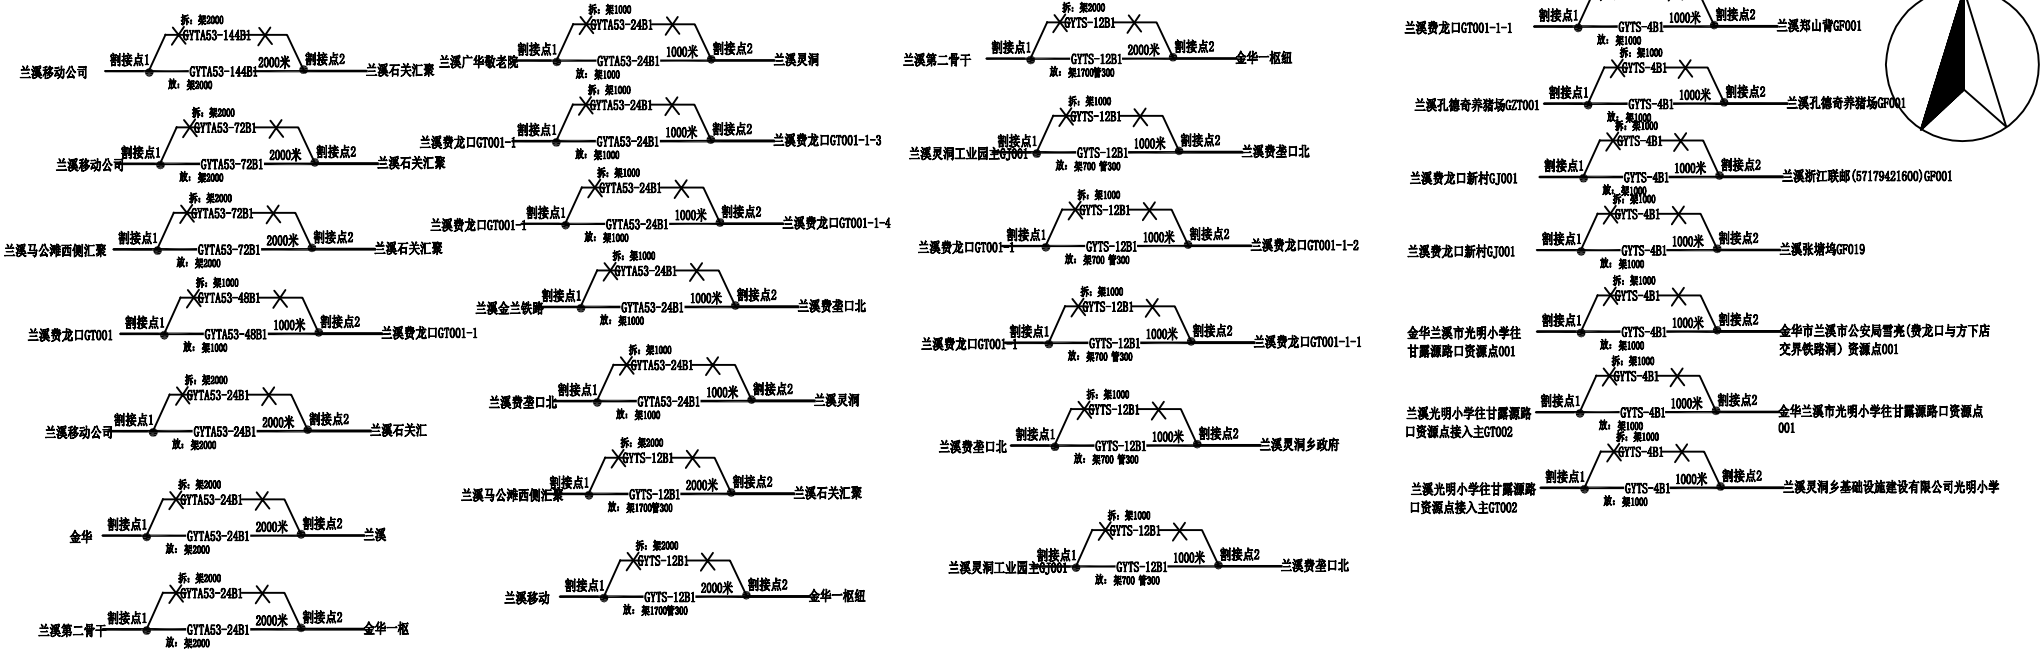 拆：架2000
GYTA53-144B1
割接点1
2000米
割接点2
兰溪移动公司
GYTA53-144B1
兰溪石关汇聚
放：架2000
拆：架2000
GYTA53-72B1
割接点1
2000米
割接点2
兰溪移动公司
GYTA53-72B1
兰溪石关汇聚
放：架2000
拆：架2000
GYTA53-72B1
割接点1
2000米
割接点2
兰溪马公滩西侧汇聚
GYTA53-72B1
兰溪石关汇聚
放：架2000
拆：架1000
GYTA53-48B1
割接点1
1000米
割接点2
兰溪费龙口GT001
GYTA53-48B1
兰溪费龙口GT001-1
放：架1000
拆：架2000
GYTA53-24B1
割接点1
2000米
割接点2
兰溪移动公司
GYTA53-24B1
兰溪石关汇
放：架2000
拆：架2000
GYTA53-24B1
割接点1
2000米
割接点2
金华
GYTA53-24B1
兰溪
放：架2000
拆：架2000
GYTA53-24B1
割接点1
2000米
割接点2
兰溪第二骨干
GYTA53-24B1
金华一枢
放：架2000
拆：架1000
GYTA53-24B1
割接点1
1000米
割接点2
兰溪广华敬老院
GYTA53-24B1
兰溪灵洞
放：架1000
拆：架1000
GYTA53-24B1
割接点1
1000米
割接点2
兰溪费龙口GT001-1
GYTA53-24B1
兰溪费龙口GT001-1-3
放：架1000
拆：架1000
GYTA53-24B1
割接点1
1000米
割接点2
兰溪费龙口GT001-1
GYTA53-24B1
兰溪费龙口GT001-1-4
放：架1000
拆：架1000
GYTA53-24B1
割接点1
1000米
割接点2
兰溪金兰铁路
GYTA53-24B1
兰溪费垄口北
放：架1000
拆：架1000
GYTA53-24B1
割接点1
1000米
割接点2
兰溪费垄口北
GYTA53-24B1
兰溪灵洞
放：架1000
拆：架2000
GYTS-12B1
割接点1
2000米
割接点2
兰溪马公滩西侧汇聚
GYTS-12B1
兰溪石关汇聚
放：架1700管300
拆：架2000
GYTS-12B1
割接点1
2000米
割接点2
兰溪移动
GYTS-12B1
金华一枢纽
放：架1700管300
拆：架2000
GYTS-12B1
割接点1
2000米
割接点2
兰溪第二骨干
GYTS-12B1
金华一枢纽
放：架1700管300
拆：架1000
GYTS-12B1
割接点1
1000米
割接点2
兰溪灵洞工业园主GJ001
GYTS-12B1
兰溪费垄口北
放：架700 管300
拆：架1000
GYTS-12B1
割接点1
1000米
割接点2
兰溪费龙口GT001-1
GYTS-12B1
兰溪费龙口GT001-1-2
放：架700 管300
拆：架1000
GYTS-12B1
割接点1
1000米
割接点2
兰溪费龙口GT001-1
GYTS-12B1
兰溪费龙口GT001-1-1
放：架700 管300
拆：架1000
GYTS-12B1
割接点1
1000米
割接点2
兰溪费垄口北
GYTS-12B1
兰溪灵洞乡政府
放：架700 管300
拆：架1000
GYTS-12B1
割接点1
1000米
割接点2
兰溪灵洞工业园主GJ001
GYTS-12B1
兰溪费垄口北
放：架700 管300
割接点1
1000米
割接点2
兰溪费龙口GT001-1-1
GYTS-4B1
兰溪郑山背GF001
放：架1000
拆：架1000
GYTS-4B1
割接点1
1000米
割接点2
兰溪孔德奇养猪场GZT001
GYTS-4B1
兰溪孔德奇养猪场GF001
放：架1000
拆：架1000
GYTS-4B1
割接点1
1000米
割接点2
兰溪费龙口新村GJ001
GYTS-4B1
兰溪浙江联邮(57179421600)GF001
放：架1000
拆：架1000
GYTS-4B1
割接点1
1000米
割接点2
兰溪费龙口新村GJ001
GYTS-4B1
兰溪张塘坞GF019
放：架1000
拆：架1000
GYTS-4B1
割接点1
1000米
割接点2
金华兰溪市光明小学往
甘露源路口资源点001
GYTS-4B1
金华市兰溪市公安局雪亮(费龙口与方下店
交界铁路洞）资源点001
放：架1000
拆：架1000
GYTS-4B1
割接点1
1000米
割接点2
兰溪光明小学往甘露源路
口资源点接入主GT002
GYTS-4B1
金华兰溪市光明小学往甘露源路口资源点
001
放：架1000
拆：架1000
GYTS-4B1
割接点1
1000米
割接点2
兰溪光明小学往甘露源路
口资源点接入主GT002
GYTS-4B1
兰溪灵洞乡基础设施建设有限公司光明小学
放：架1000